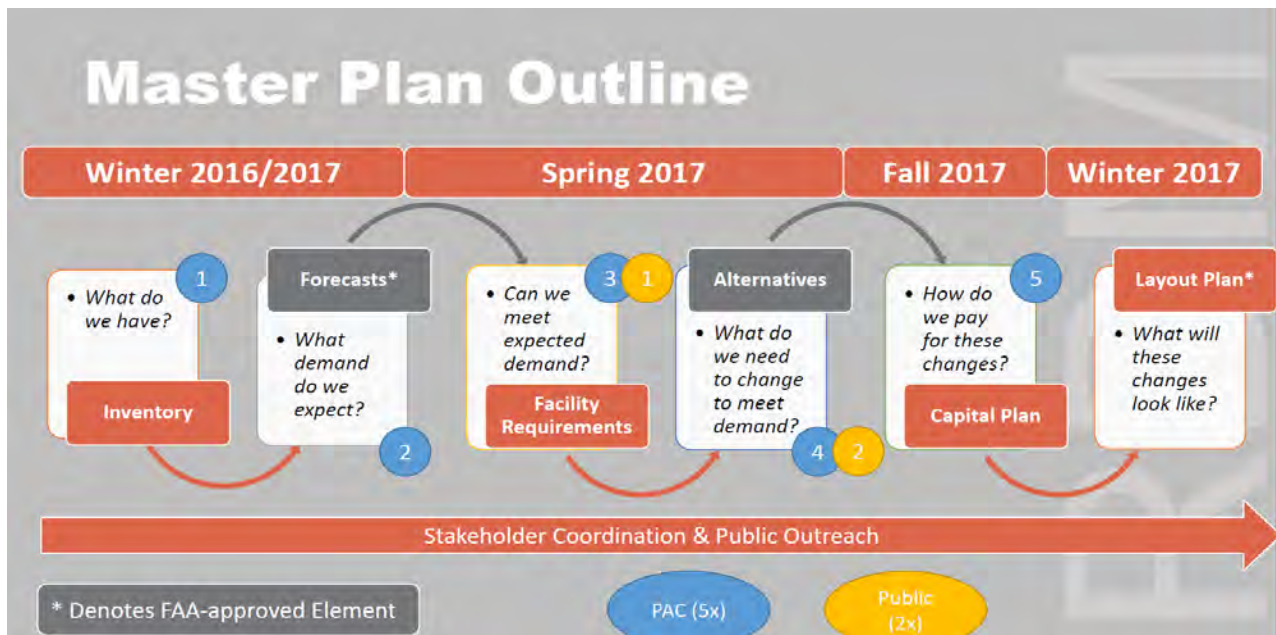 Master Plan Outline
Winter 2016/2017
Spring 2017
Fall 2017
Winter 2017
• What do
we have?
1
Inventory
Forecasts*
• What
demand
do we
expect?
2
• Can we
meet
expected
demand?
3
1
Facility
Requirements
Alternatives
• What do
we need
to change
to meet
demand?
4
2
• How do
we pay
for these
changes?
5
Capital Plan
Layout Plan*
• What will
these
changes
look like?
Stakeholder Coordination & Public Outreach
* Denotes FAA-approved Element
PAC (5x)
Public
(2x)